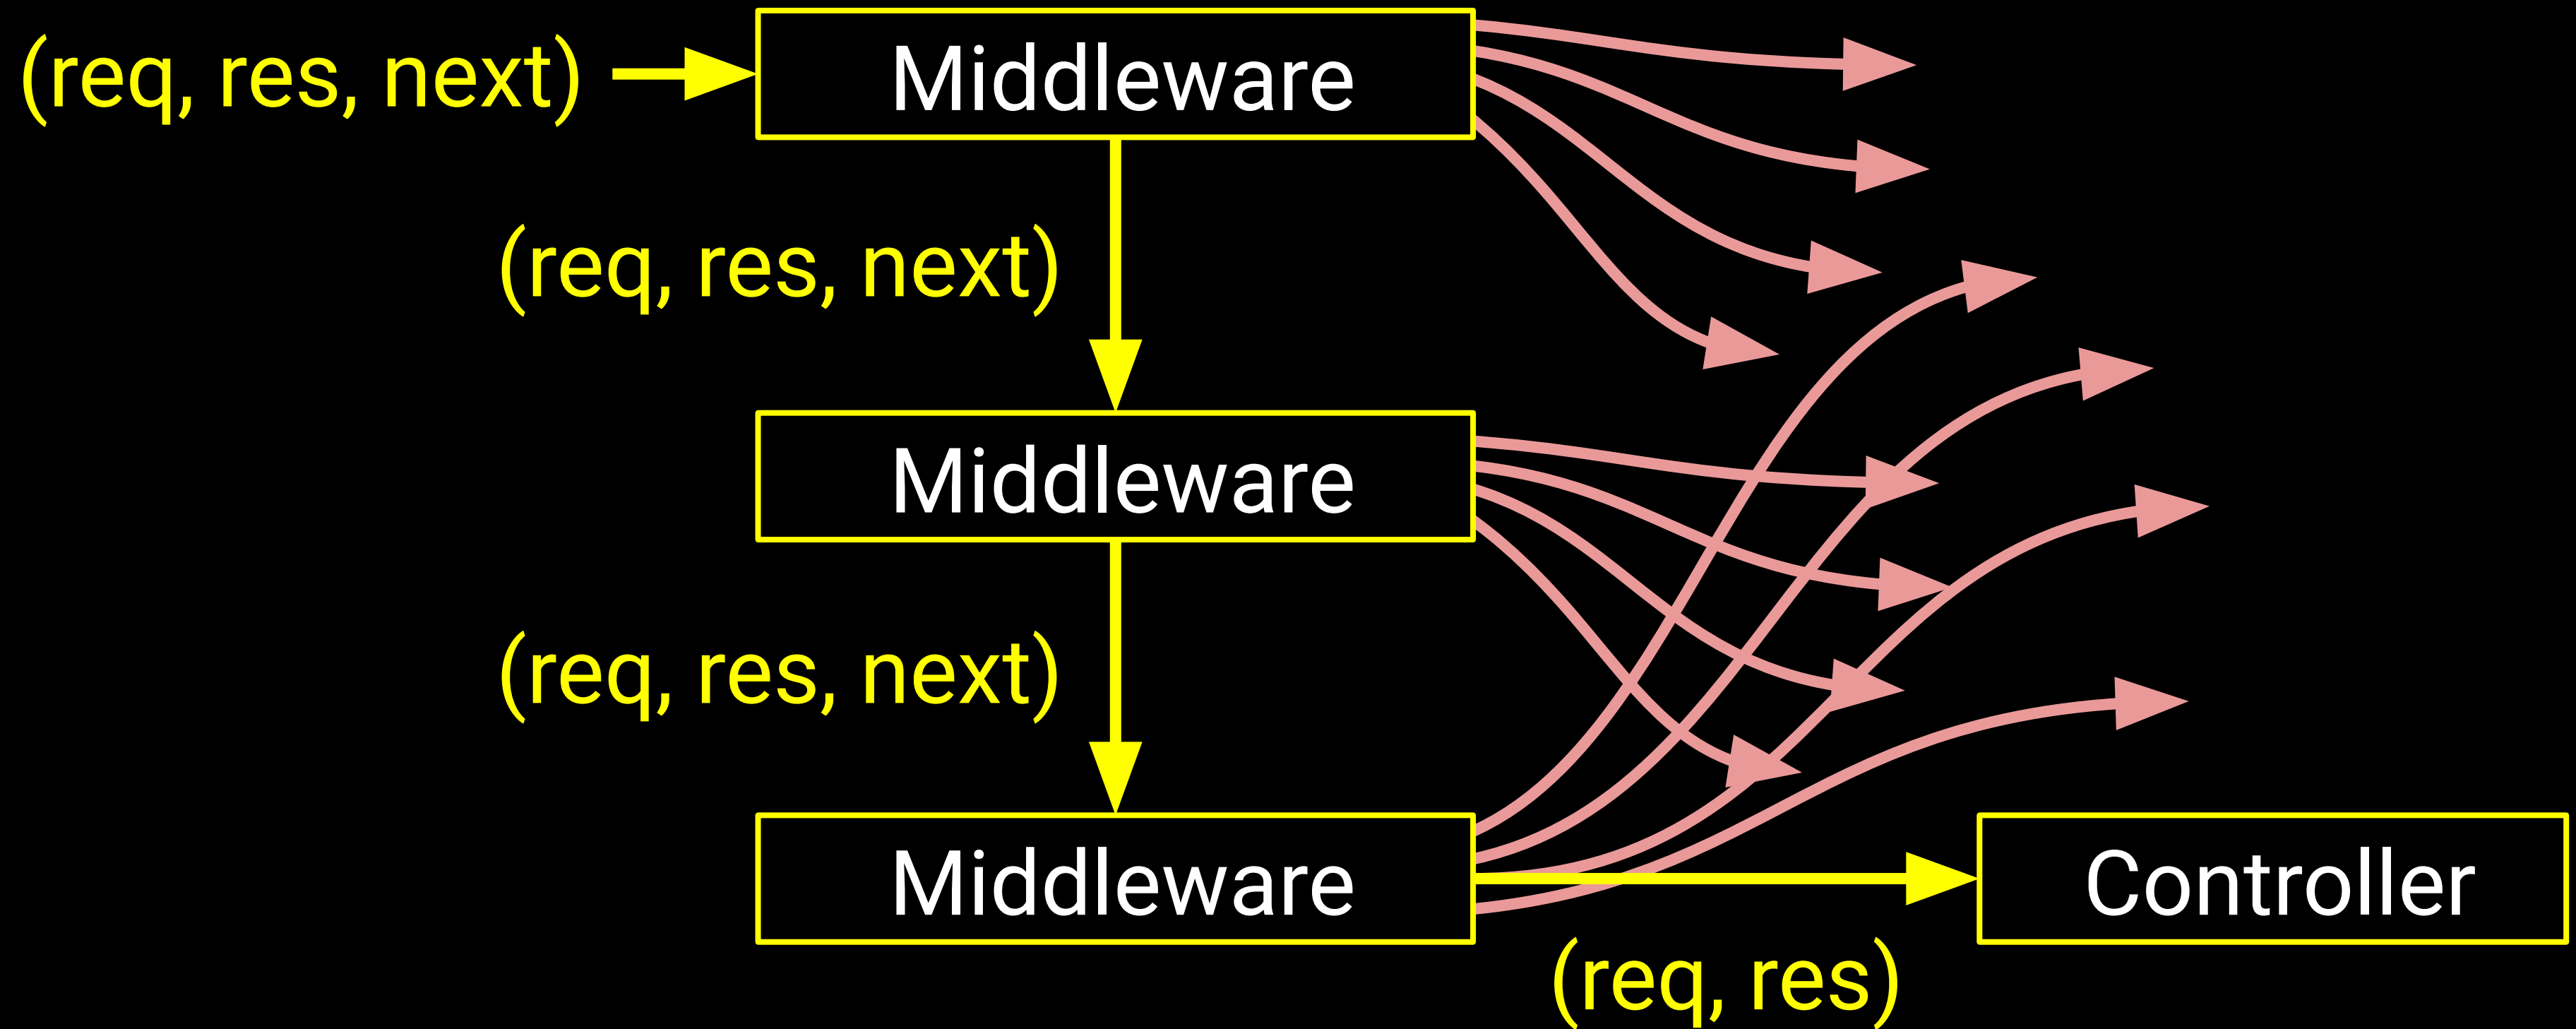 (req, res, next)
Middleware
(req, res, next)
Middleware
(req, res, next)
Middleware
Controller
(req, res)